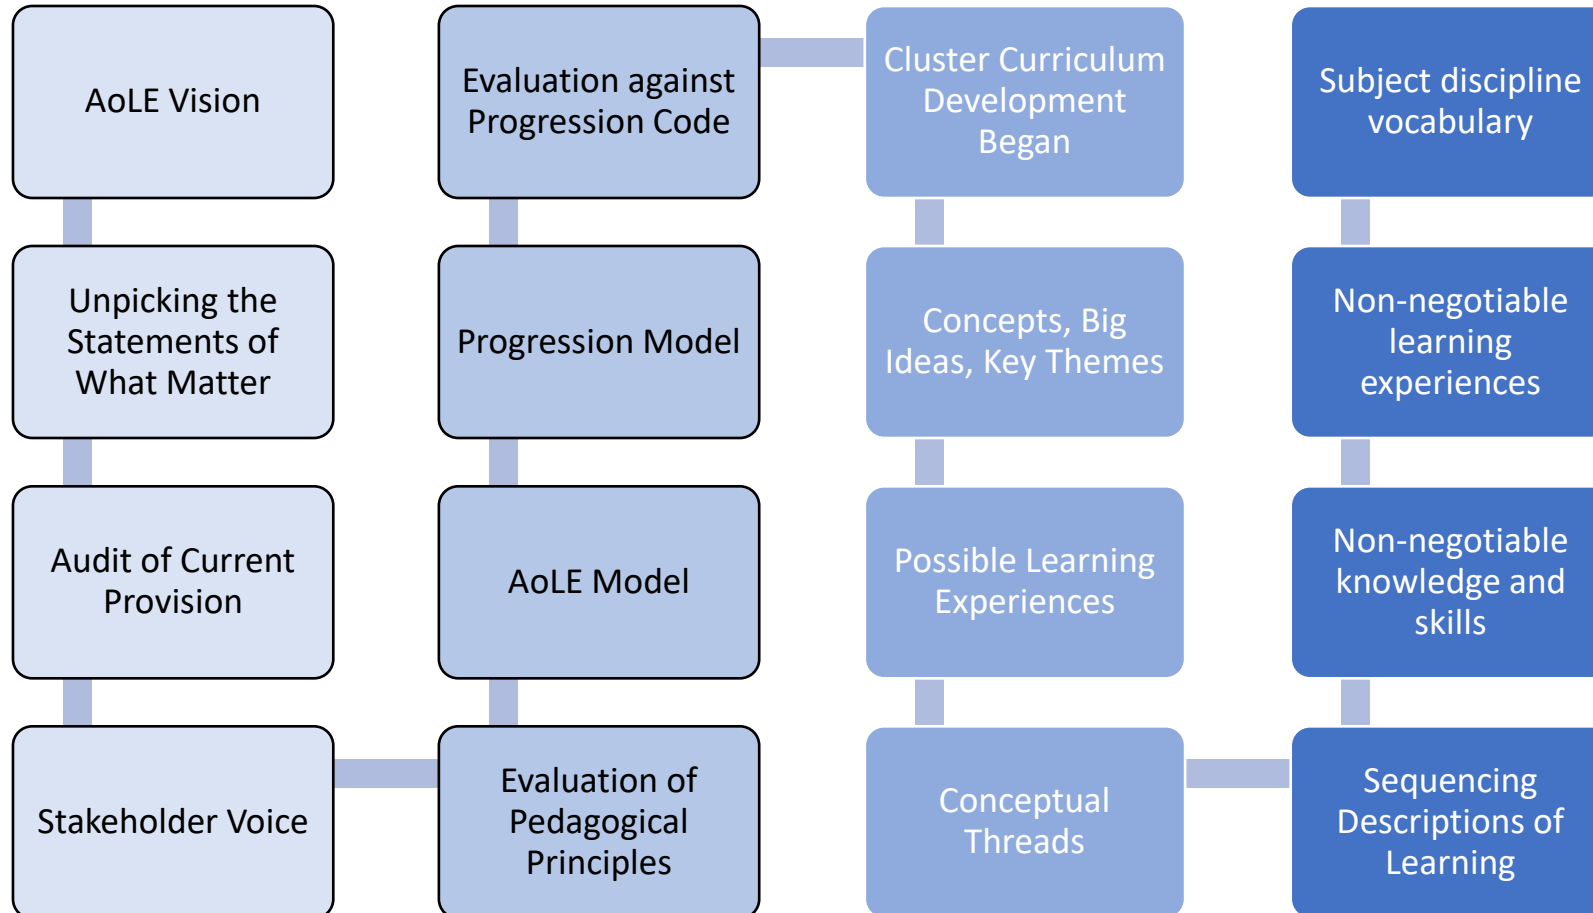 AoLE Vision
Unpicking the
Statements of
What Matter
Audit of Current
Provision
Stakeholder Voice
Evaluation of
Pedagogical
Principles
AoLE Model
Progression Model
Evaluation against
Progression Code
Cluster Curriculum
Development
Began
Concepts, Big
Ideas, Key Themes
Possible Learning
Experiences
Conceptual
Threads
Sequencing
Descriptions of
Learning
Non-negotiable
knowledge and
skills
Non-negotiable
learning
experiences
Subject discipline
vocabulary